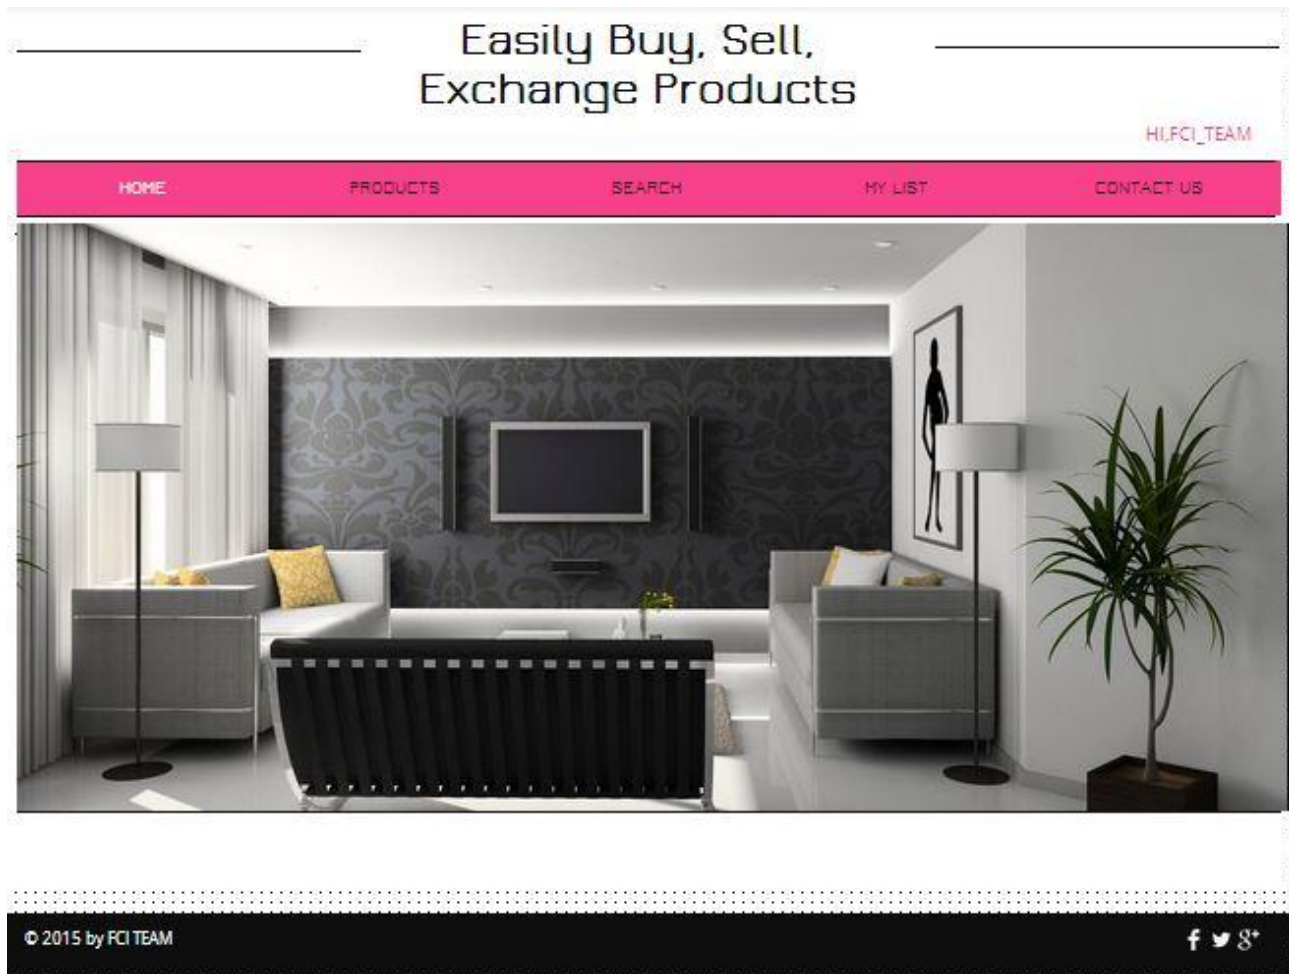 Easily Buy, Sell,
Exchange Products
HI,FCI_TEAM
HOME PRODUCTS SEARCH MY LIST CONTACT US
© 2015 by FCI TEAM